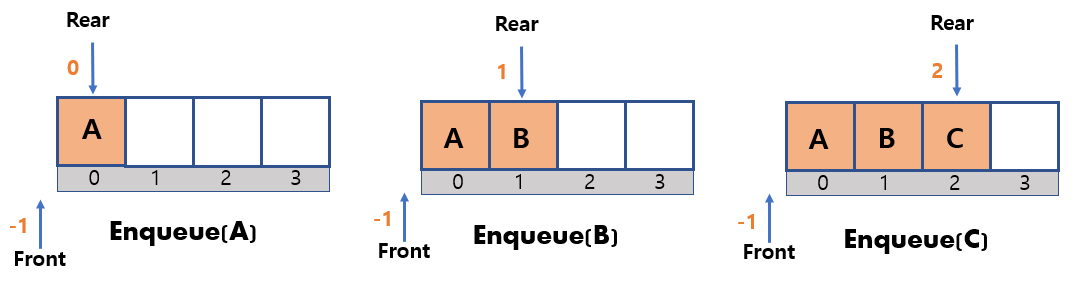 Rear
0
A
0 1 2 3
-1
Front
Enqueue(A)
Rear
1
A B
0 1 2 3
-1
Front
Enqueue(B)
Rear
2
A B C
0 1 2 3
-1
Front
Enqueue(C)